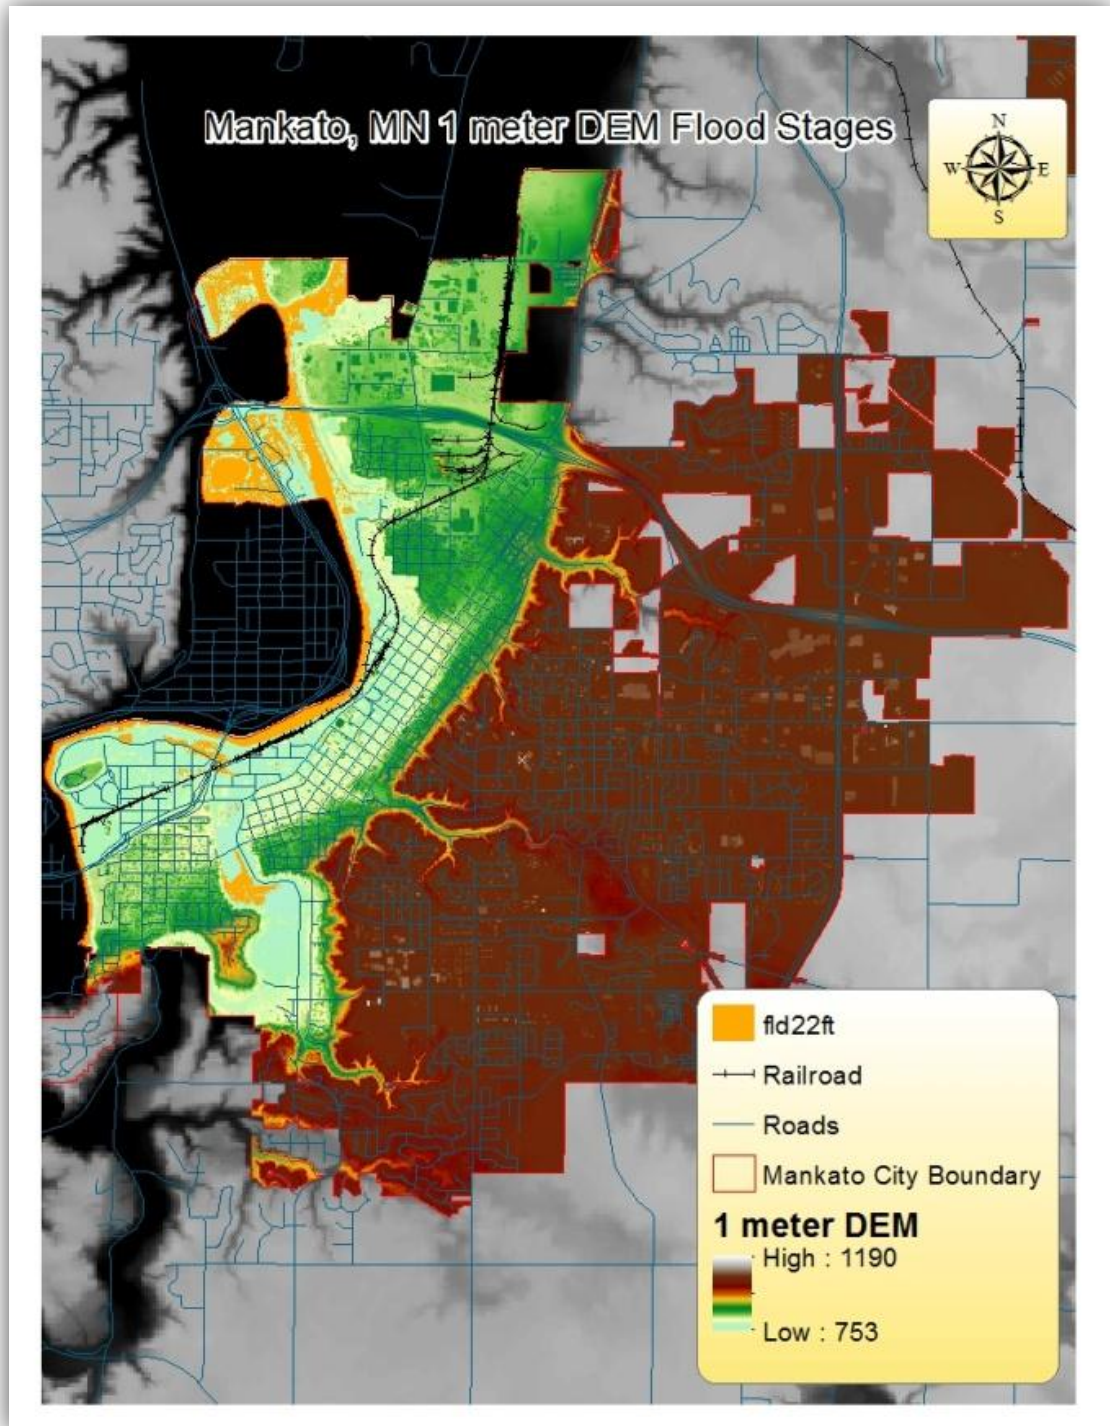 Mankato, MN 1 meter DEM Flood Stages
N
W E
S
fld22ft
Railroad
Roads
Mankato City Boundary
1 meter DEM
High : 1190
Low : 753